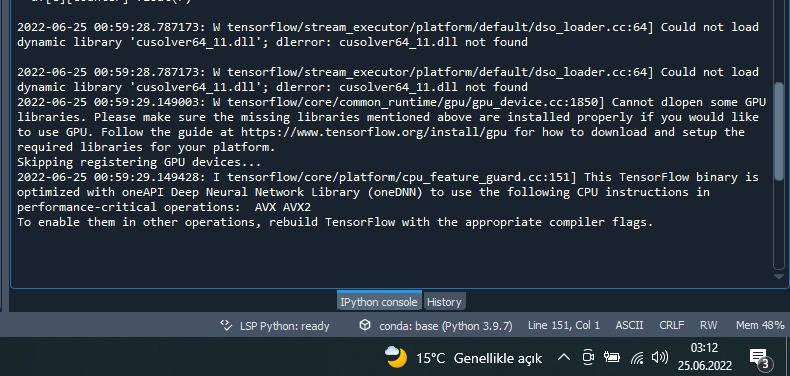 2022-06-25 00:59:28.787173: W tensorflow/stream_executor/platform/default/dso_loader.cc:64] Could not load
dynamic library 'cusolver64_11.dll'; dlerror: cusolver64_11.dll not found
2022-06-25 00:59:28.787173: W tensorflow/stream_executor/platform/default/dso_loader.cc:64] Could not load
dynamic library 'cusolver64_11.dll'; dlerror: cusolver64_11.dll not found
2022-06-25 00:59:29.149003: W tensorflow/core/common_runtime/gpu/gpu_device.cc:1850] Cannot dlopen some GPU
libraries. Please make sure the missing libraries mentioned above are installed properly if you would like
to use GPU. Follow the guide at https://www.tensorflow.org/install/gpu for how to download and setup the
required libraries for your platform.
Skipping registering GPU devices...
2022-06-25 00:59:29.149428: I tensorflow/core/platform/cpu_feature_guard.cc:151] This TensorFlow binary is
optimized with oneAPI Deep Neural Network Library (oneDNN) to use the following CPU instructions in
performance-critical operations:  AVX AVX2
To enable them in other operations, rebuild TensorFlow with the appropriate compiler flags.
IPython console History
LSP Python: ready conda: base (Python 3.9.7) Line 151, Col 1 ASCII CRLF RW Mem 48%
15°C Genellikle açık 03:12
25.06.2022 3